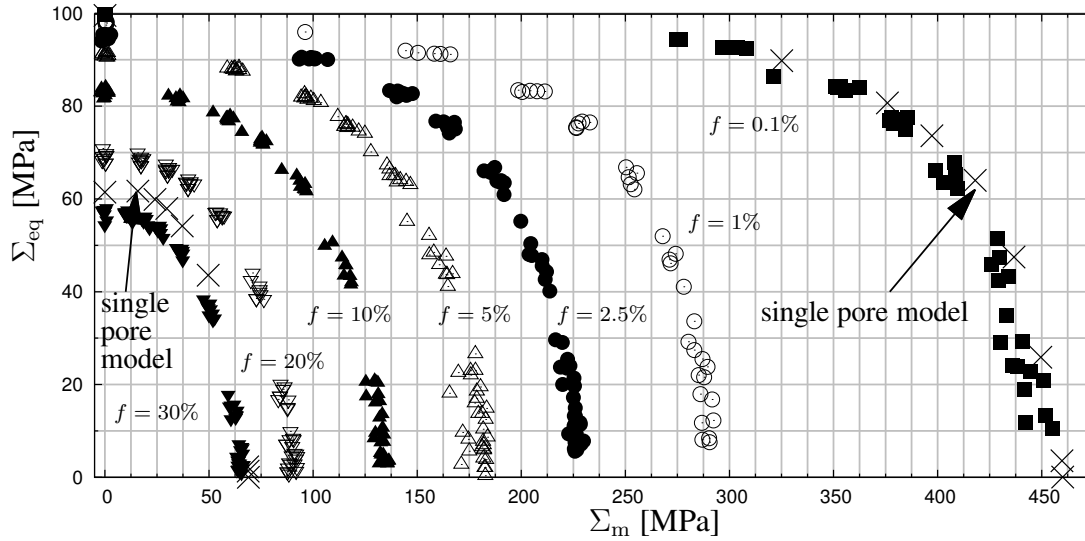 100
80
60
40
20
0
Σeq [MPa]
f = 0.1%
f = 1%
single
pore
model
f = 10%
f = 5%
f = 2.5%
single pore model
f = 20%
f = 30%
0 50 100 150 200 250 300 350 400 450
Σm [MPa]